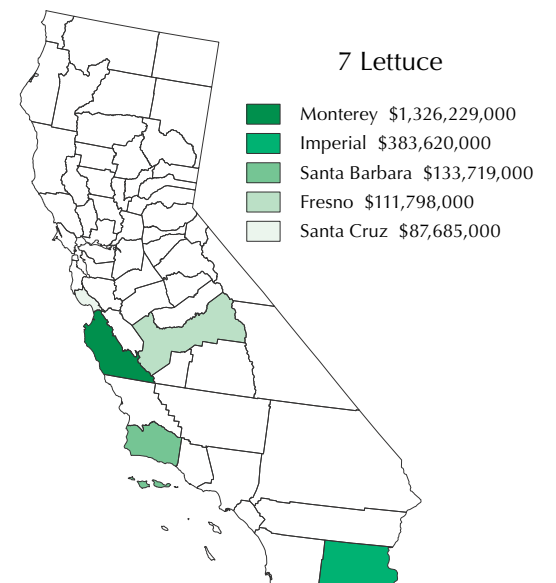 7 Lettuce
Monterey $1,326,229,000
Imperial $383,620,000
Santa Barbara $133,719,000
Fresno $111,798,000
Santa Cruz $87,685,000